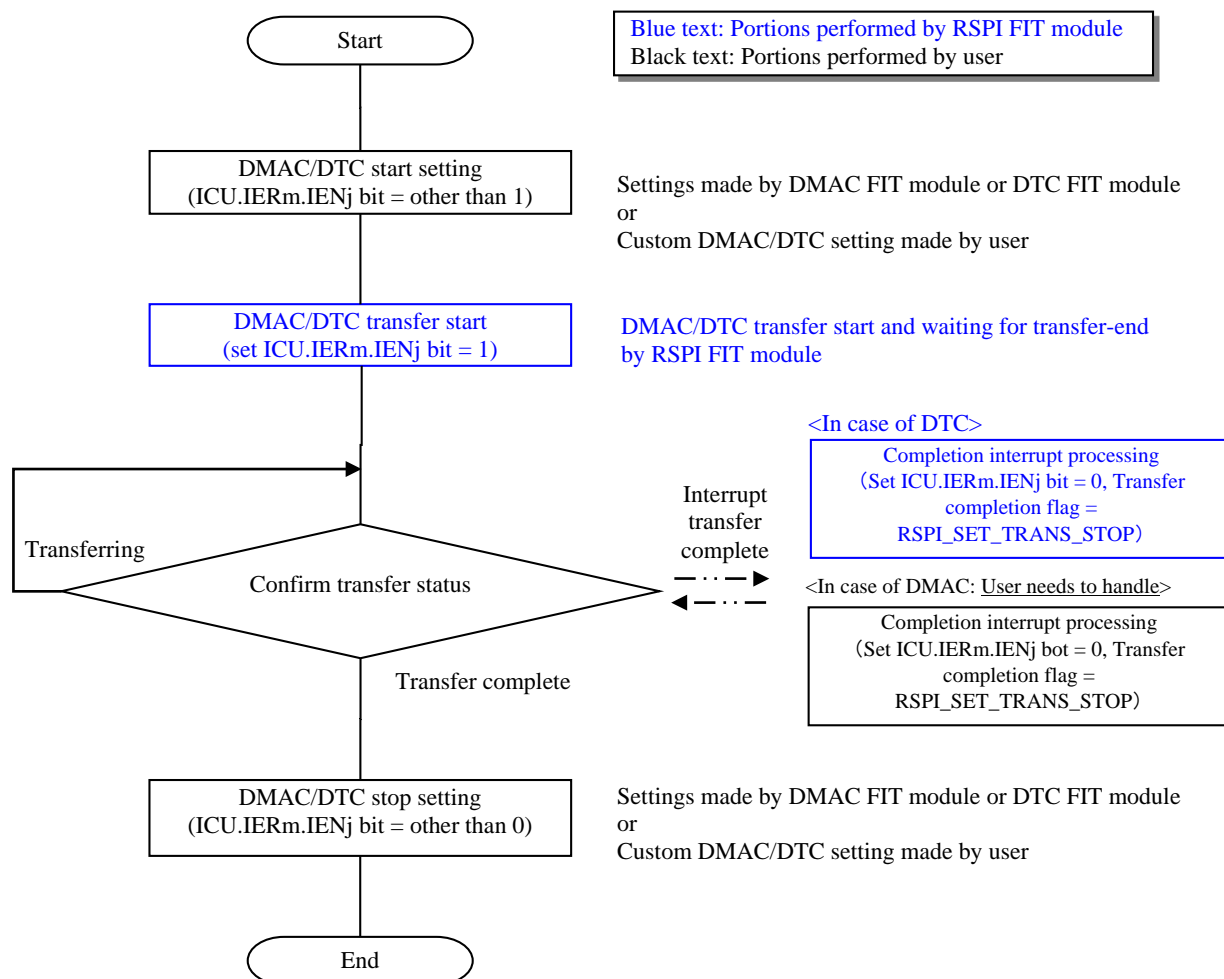 Start
Blue text: Portions performed by RSPI FIT module
Black text: Portions performed by user
DMAC/DTC start setting
(ICU.IERm.IENj bit = other than 1)
Settings made by DMAC FIT module or DTC FIT module
or
Custom DMAC/DTC setting made by user
DMAC/DTC transfer start
(set ICU.IERm.IENj bit = 1)
DMAC/DTC transfer start and waiting for transfer-end
by RSPI FIT module
Transferring
Confirm transfer status
Interrupt
transfer
complete
<In case of DTC>
Completion interrupt processing
（Set ICU.IERm.IENj bit = 0, Transfer
completion flag =
RSPI_SET_TRANS_STOP）
<In case of DMAC: User needs to handle>
Completion interrupt processing
（Set ICU.IERm.IENj bot = 0, Transfer
completion flag =
RSPI_SET_TRANS_STOP）
Transfer complete
DMAC/DTC stop setting
(ICU.IERm.IENj bit = other than 0)
Settings made by DMAC FIT module or DTC FIT module
or
Custom DMAC/DTC setting made by user
End